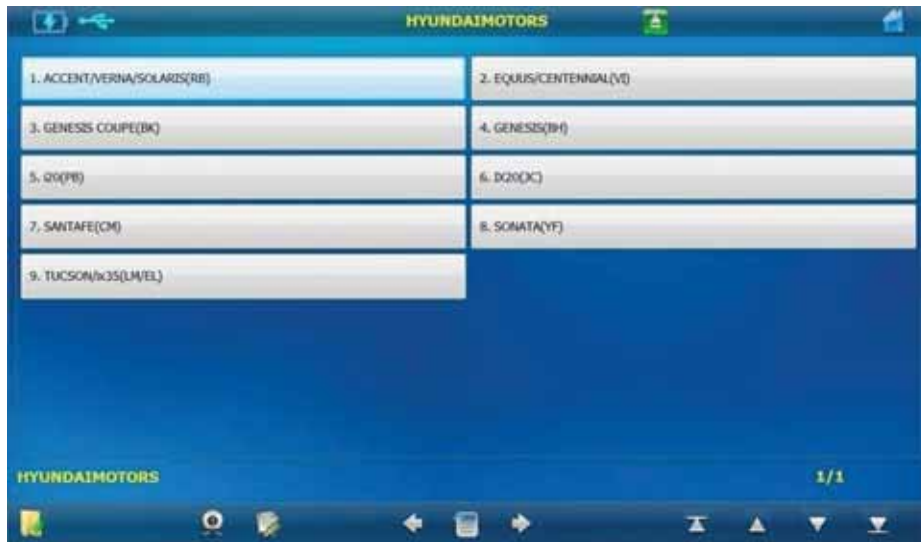 HYUNDAIMOTORS
1. ACCENT/VERNA/SOLARIS(RB)
2. EQUUS/CENTENNIAL(VI)
3. GENESIS COUPE(BK)
4. GENESIS(BH)
5. i20(PB)
6. IX20(JC)
7. SANTAFE(CM)
8. SONATA(YF)
9. TUCSON/ix35(LM/EL)
HYUNDAIMOTORS
1/1